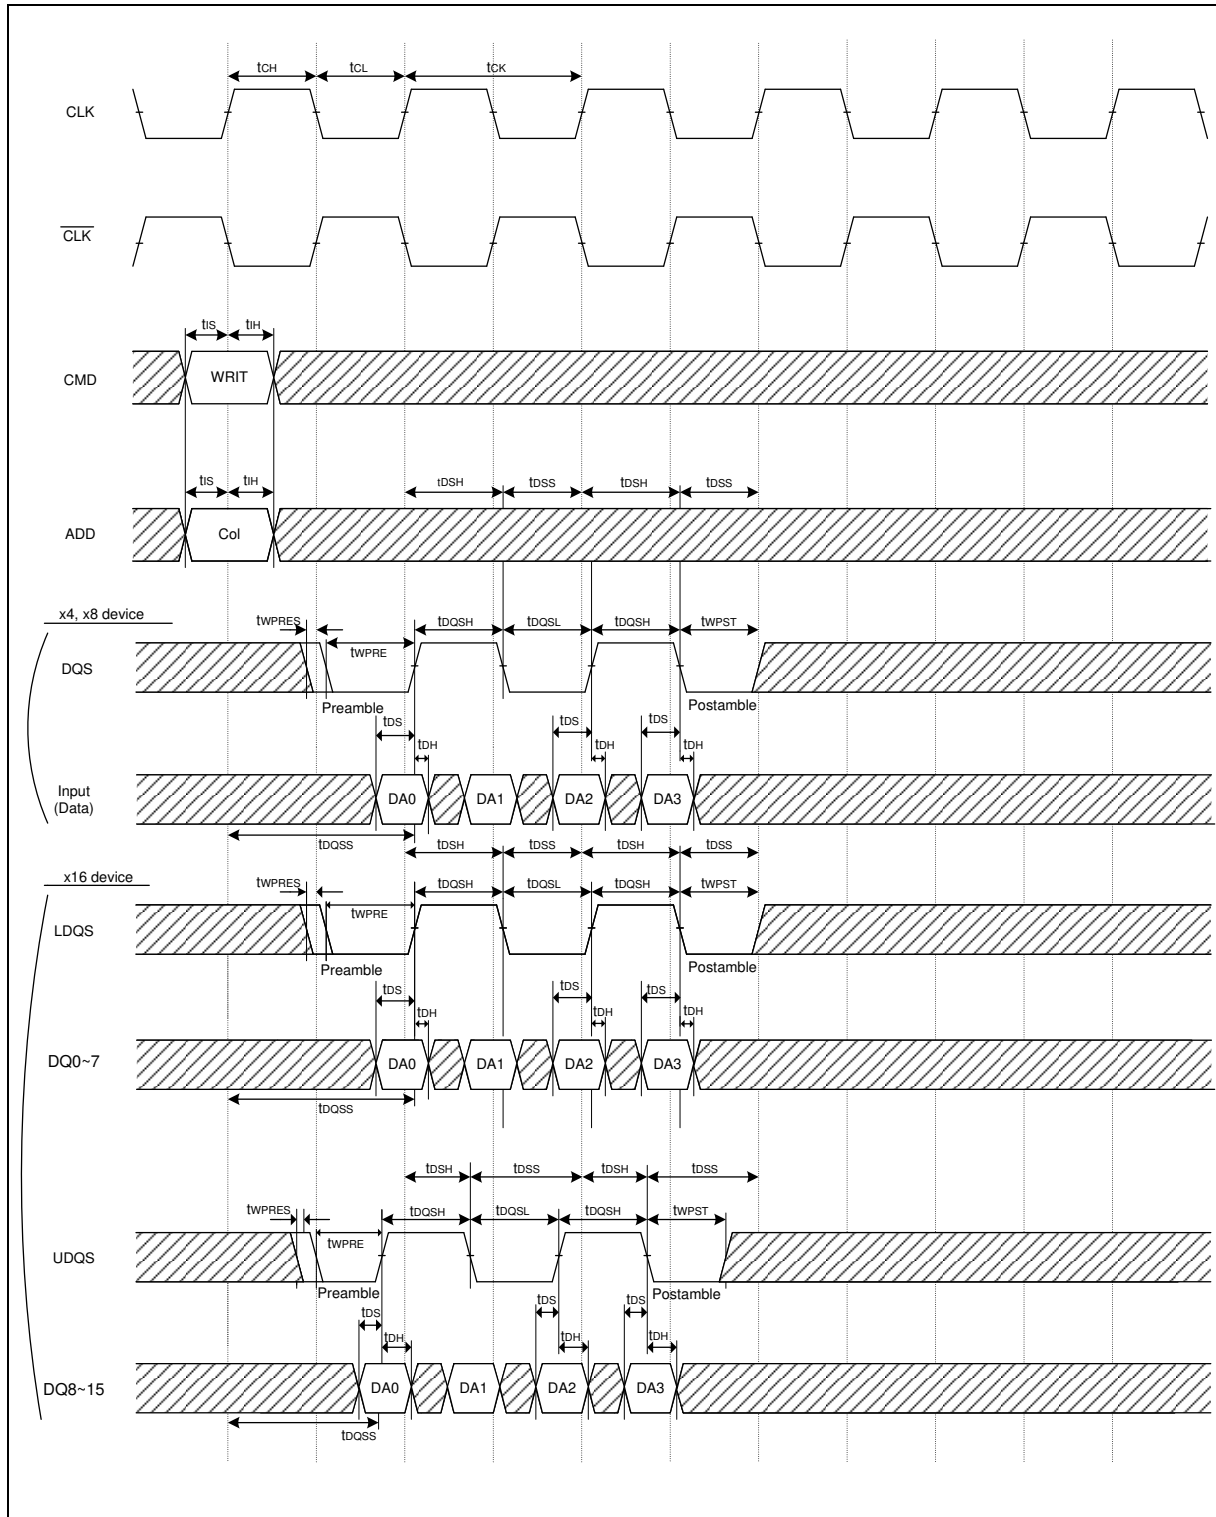 tCH tCL tCK
CLK
CLK
tIS tIH
CMD WRIT
tIS tIH tDSH tDSS tDSH tDSS
ADD Col
x4, x8 device
tWPRES tDQSH tDQSL tDQSH tWPST
tWPRE
DQS
Preamble Postamble
tDS tDS tDS
tDH tDH tDH
Input
(Data)
DA0 DA1 DA2 DA3
tDQSS
tDSH tDSS tDSH tDSS
x16 device
tWPRES tDQSH tDQSL tDQSH tWPST
tWPRE
LDQS
Preamble Postamble
tDS tDS tDS
tDH tDH tDH
DQ0~7 DA0 DA1 DA2 DA3
tDQSS
tDSH tDSS tDSH tDSS
tWPRES tDQSH tDQSL tDQSH tWPST
tWPRE
UDQS
Preamble Postamble
tDS tDS tDS
tDH tDH tDH
DQ8~15 DA0 DA1 DA2 DA3
tDQSS